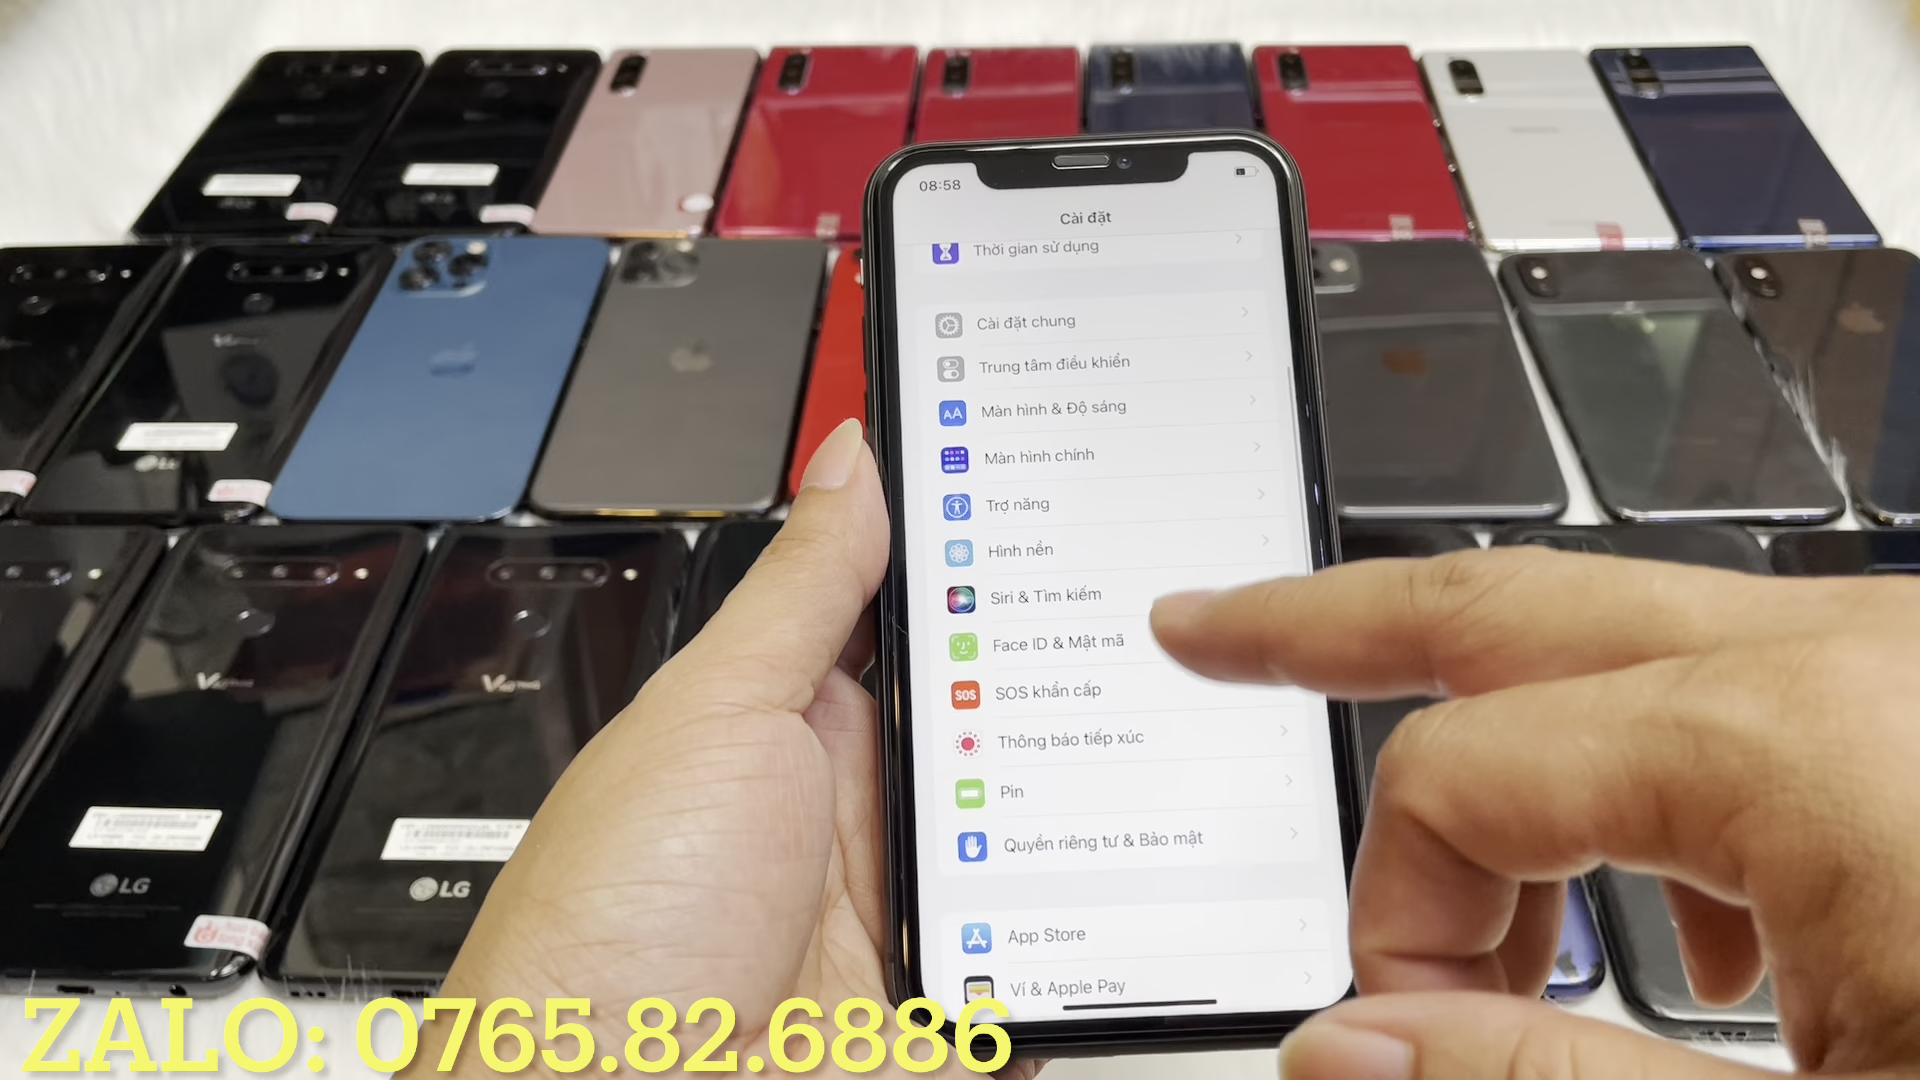 08:58
Cài đặt
Thời gian sử dụng
Cài đặt chung
Trung tâm điều khiển
Màn hình & Độ sáng
AA
Màn hình chính
Trợ năng
Hình nền
Siri & Tìm kiếm
Face ID & Mật mã
SOS
SOS khẩn cấp
Thông báo tiếp xúc
Pin
Quyền riêng tư & Bảo mật
App Store
Ví & Apple Pay
LG
LG
ZALO: 0765.82.6886